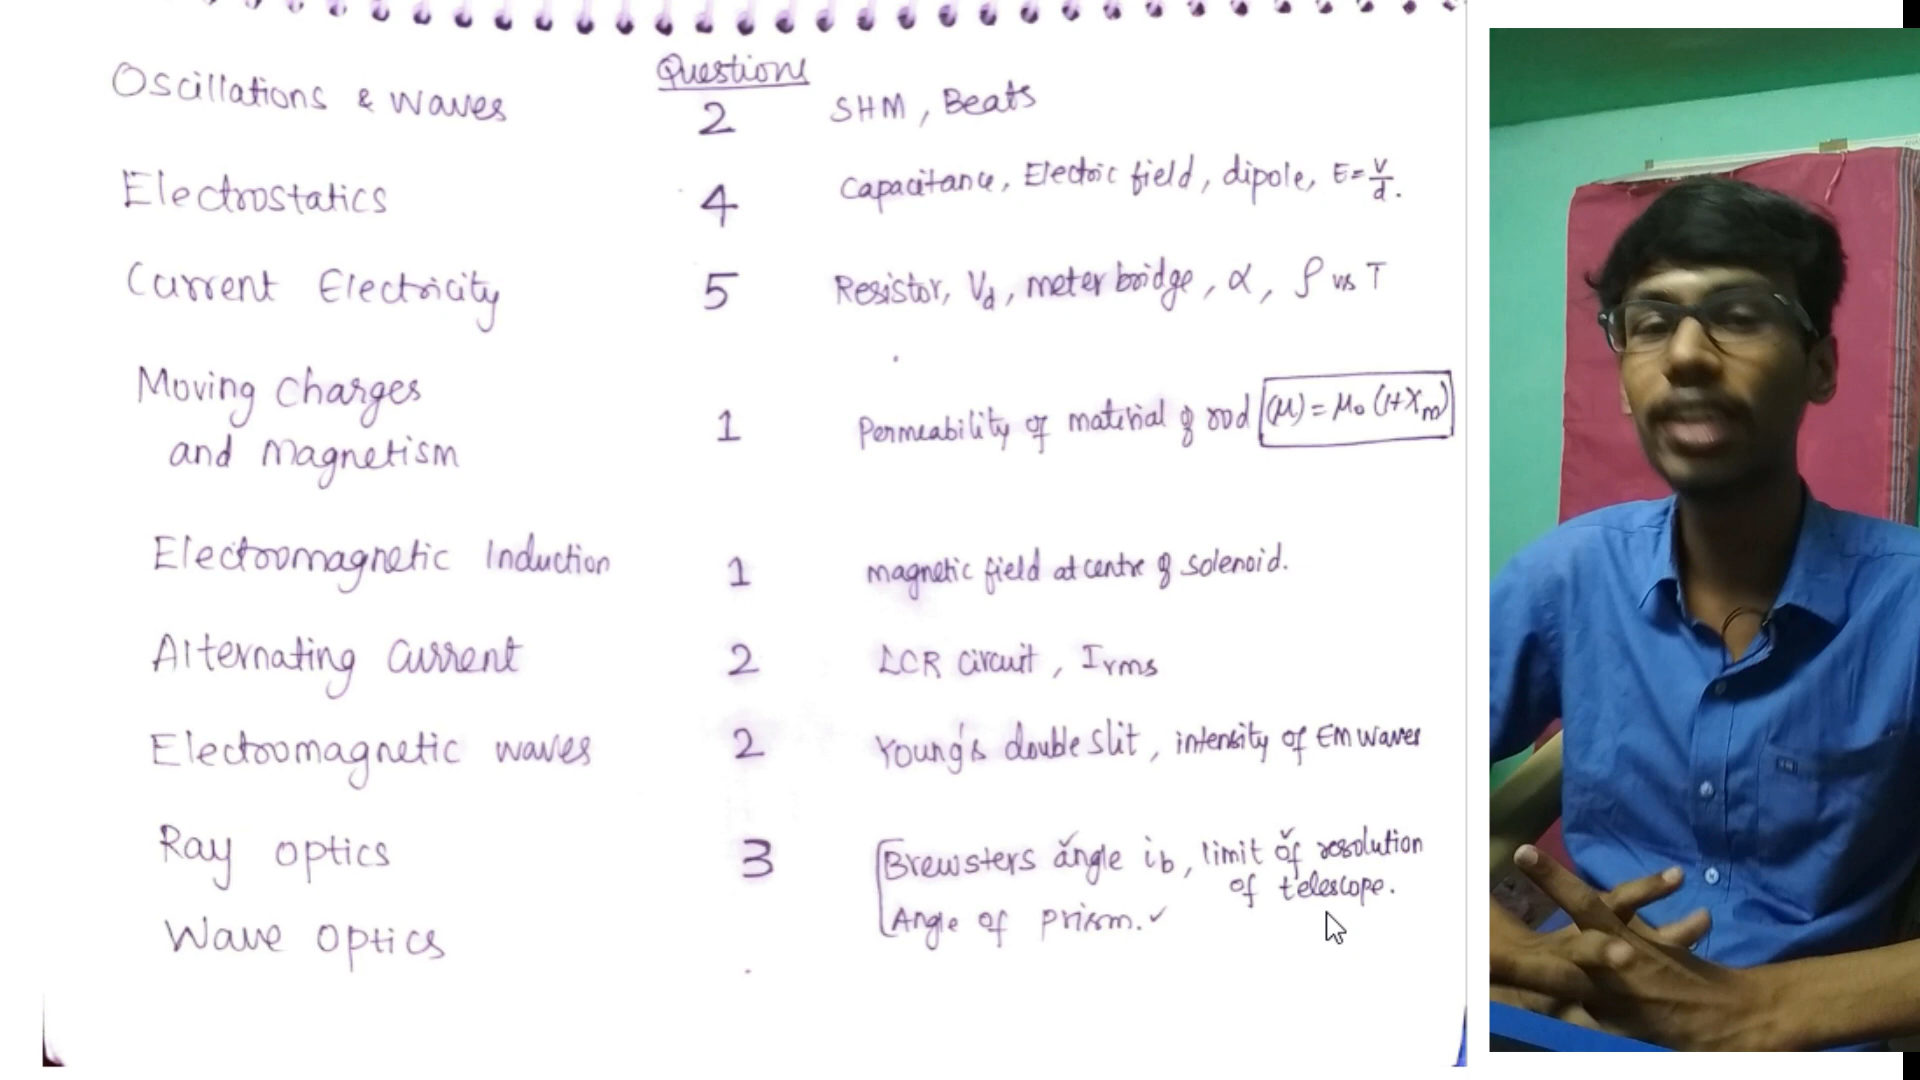 Questions
Oscillations & Waves 2 SHM, Beats
Electrostatics 4 Capacitance, Electric field, dipole, E=V/d.
Current Electricity 5 Resistor, Vd, meter bridge, α, ρ vs T
Moving Charges
and Magnetism 1 Permeability of material of rod (μ) = μ₀ (1+χm)
Electromagnetic Induction 1 magnetic field at centre of solenoid.
Alternating Current 2 LCR circuit, Irms
Electromagnetic waves 2 Young's double slit, intensity of EM waves
Ray optics 3 Brewsters angle ib, limit of resolution
of telescope.
Angle of prism. ✓
Wave optics